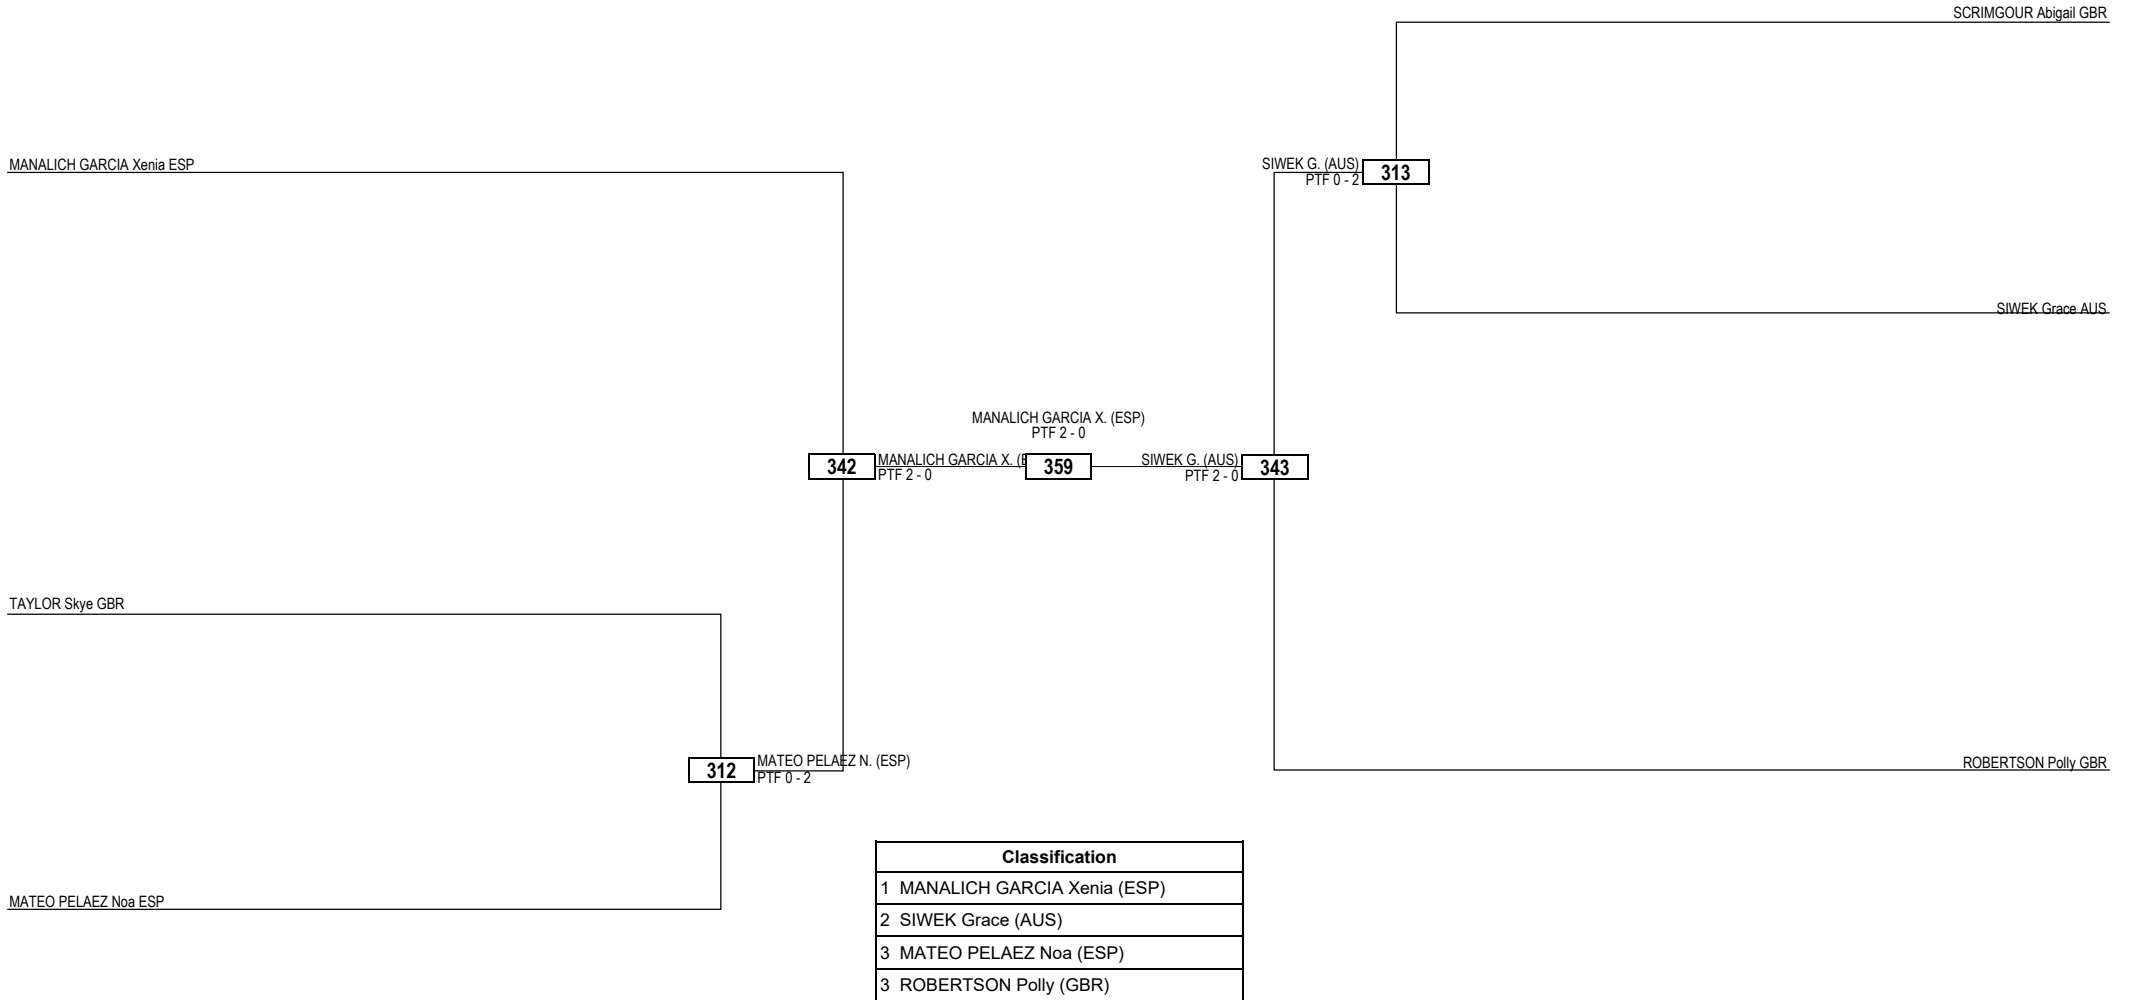 SCRIMGOUR Abigail GBR
MANALICH GARCIA Xenia ESP
SIWEK G. (AUS)
PTF 0 - 2
313
SIWEK Grace AUS
MANALICH GARCIA X. (ESP)
PTF 2 - 0
342
MANALICH GARCIA X. (E
PTF 2 - 0
359
SIWEK G. (AUS)
PTF 2 - 0
343
TAYLOR Skye GBR
312
MATEO PELAEZ N. (ESP)
PTF 0 - 2
ROBERTSON Polly GBR
MATEO PELAEZ Noa ESP
Classification
1 MANALICH GARCIA Xenia (ESP)
2 SIWEK Grace (AUS)
3 MATEO PELAEZ Noa (ESP)
3 ROBERTSON Polly (GBR)